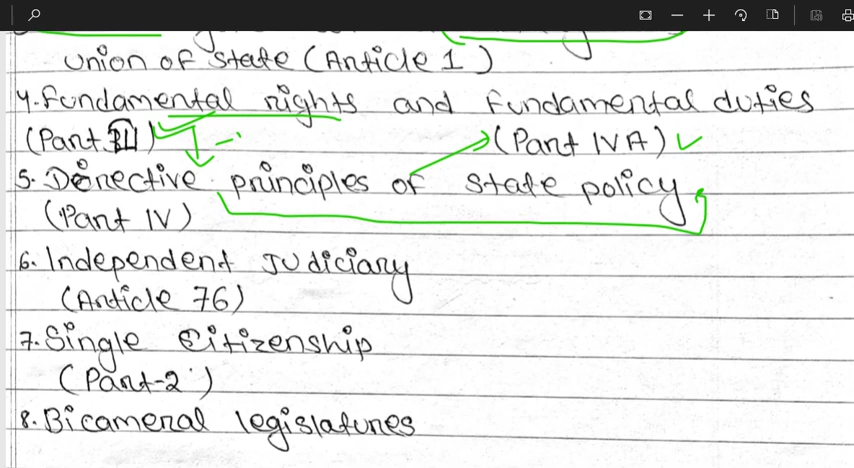 Union of State (Article 1)
4. Fundamental rights and Fundamental duties
(Part III) (Part IVA)
5. Derective principles of State policy
(Part IV)
6. Independent Judiciary
(Article 76)
7. Single Citizenship
(Part-2)
8. Bicameral legislatures